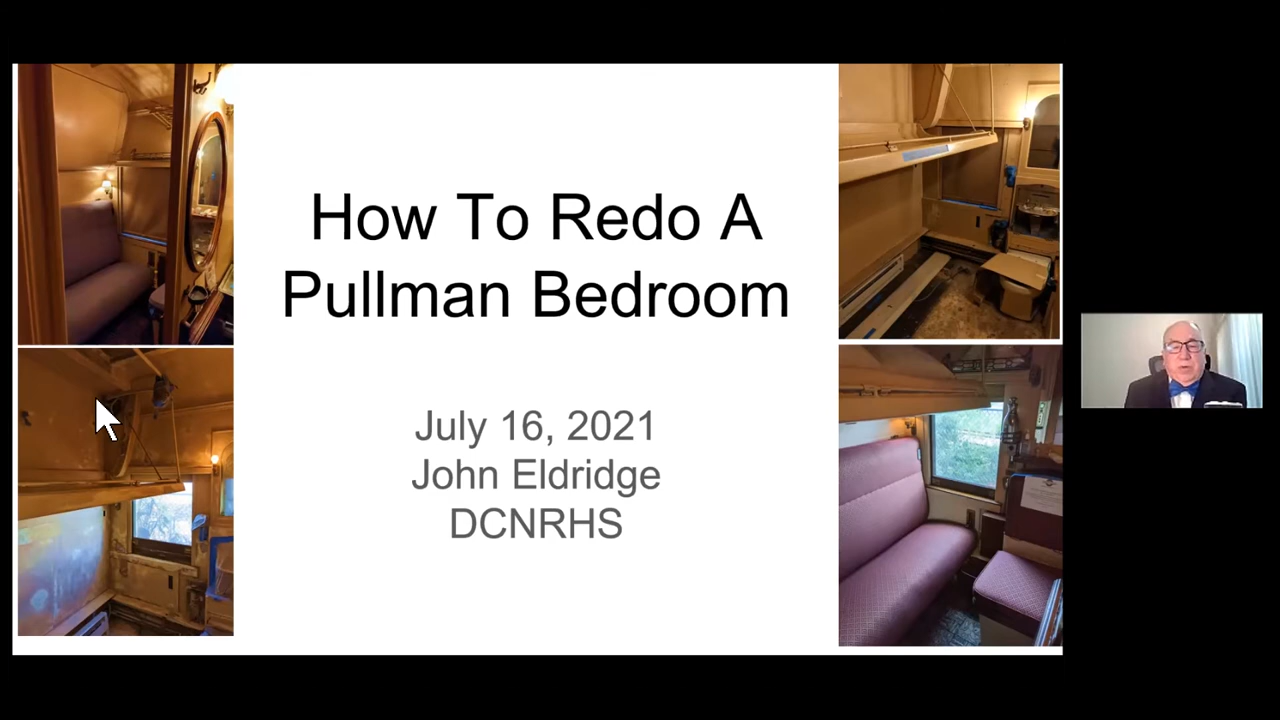 How To Redo A
Pullman Bedroom
July 16, 2021
John Eldridge
DCNRHS